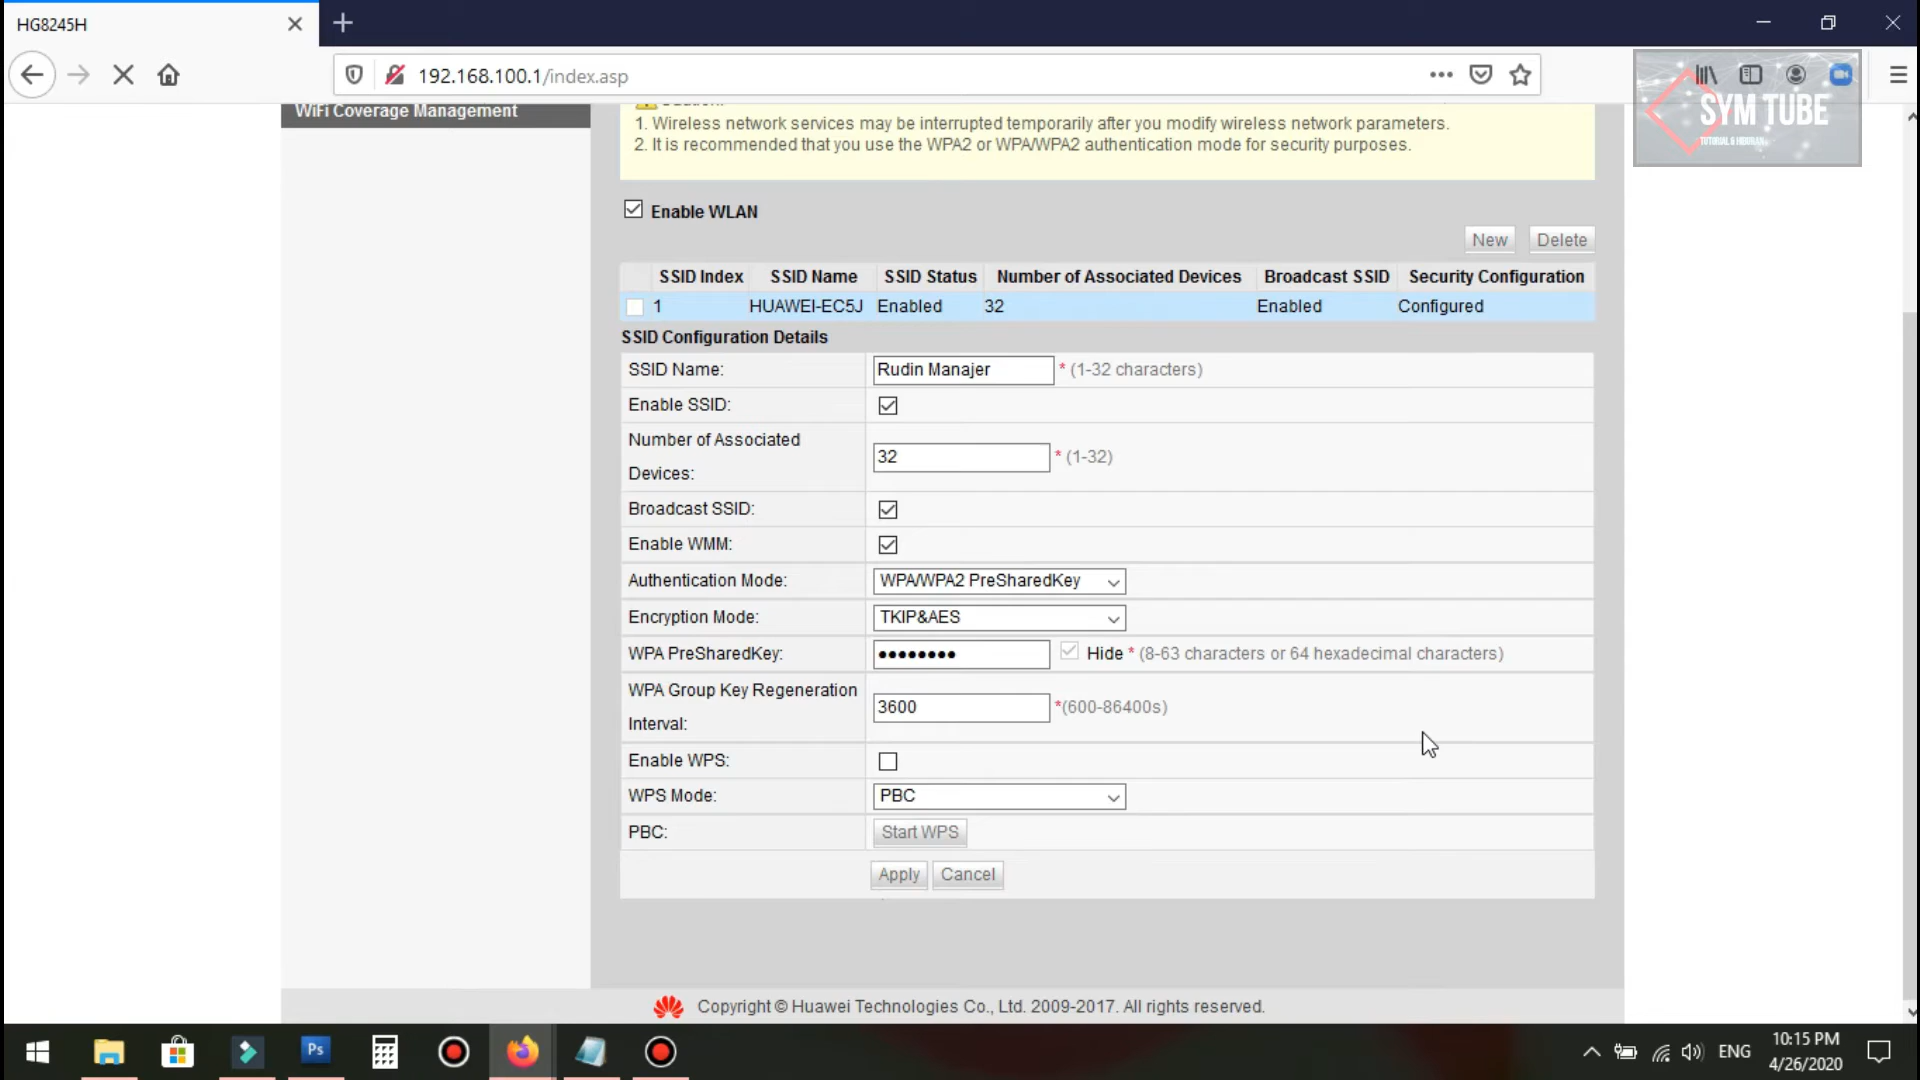 HG8245H
192.168.100.1/index.asp
SYM TUBE
WiFi Coverage Management
1. Wireless network services may be interrupted temporarily after you modify wireless network parameters.
2. It is recommended that you use the WPA2 or WPA/WPA2 authentication mode for security purposes.
Enable WLAN
New Delete
SSID Index SSID Name SSID Status Number of Associated Devices Broadcast SSID Security Configuration
1 HUAWEI-EC5J Enabled 32 Enabled Configured
SSID Configuration Details
SSID Name: Rudin Manajer * (1-32 characters)
Enable SSID:
Number of Associated
Devices: 32 * (1-32)
Broadcast SSID:
Enable WMM:
Authentication Mode: WPA/WPA2 PreSharedKey
Encryption Mode: TKIP&AES
WPA PreSharedKey: •••••••• Hide * (8-63 characters or 64 hexadecimal characters)
WPA Group Key Regeneration
Interval: 3600 *(600-86400s)
Enable WPS:
WPS Mode: PBC
PBC: Start WPS
Apply Cancel
Copyright © Huawei Technologies Co., Ltd. 2009-2017. All rights reserved.
Ps
ENG
10:15 PM
4/26/2020